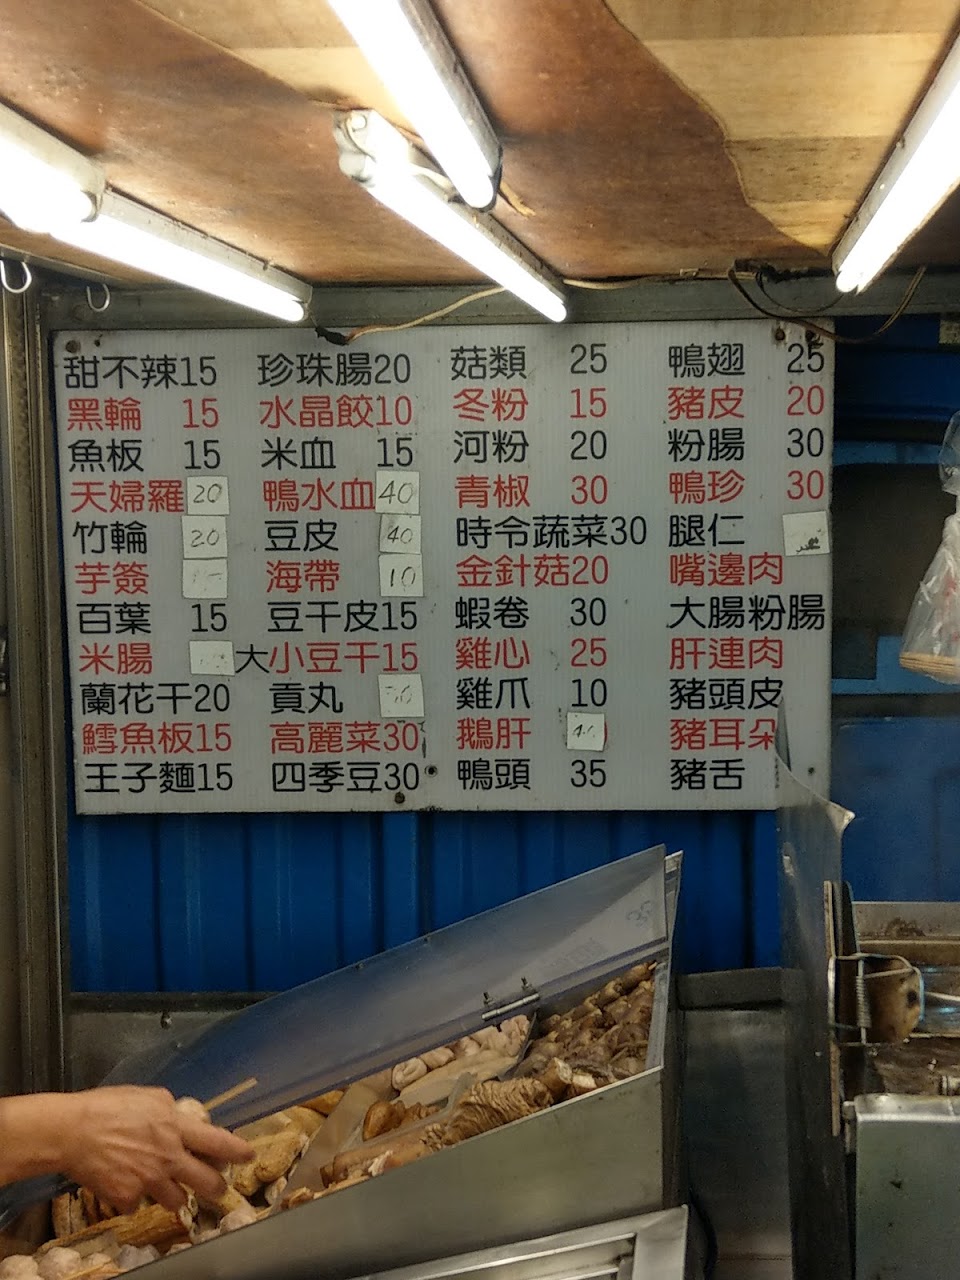 甜不辣15 珍珠腸20 菇類 25 鴨翅 25
黑輪 15 水晶餃10 冬粉 15 豬皮 20
魚板 15 米血 15 河粉 20 粉腸 30
天婦羅20 鴨水血40 青椒 30 鴨珍 30
竹輪 20 豆皮 40 時令蔬菜30 腿仁
芋簽 海帶 10 金針菇20 嘴邊肉
百葉 15 豆干皮15 蝦卷 30 大腸粉腸
米腸 大小豆干15 雞心 25 肝連肉
蘭花干20 貢丸 雞爪 10 豬頭皮
鱈魚板15 高麗菜30 鵝肝 豬耳朵
王子麵15 四季豆30 鴨頭 35 豬舌